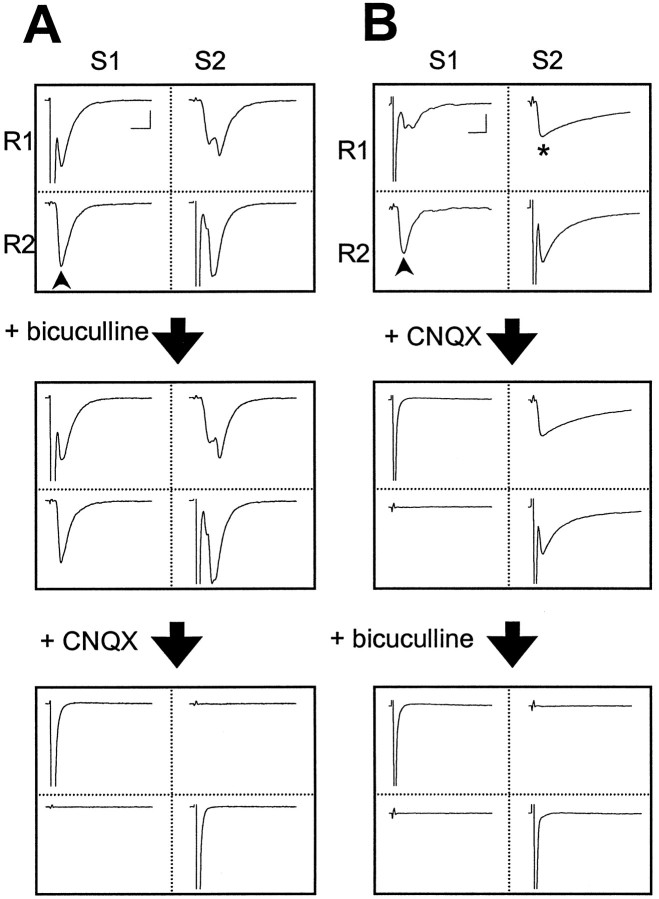 A
B
S1 S2
S1 S2
R1
R2
R1
*
R2
+ bicuculline
+ CNQX
+ CNQX
+ bicuculline